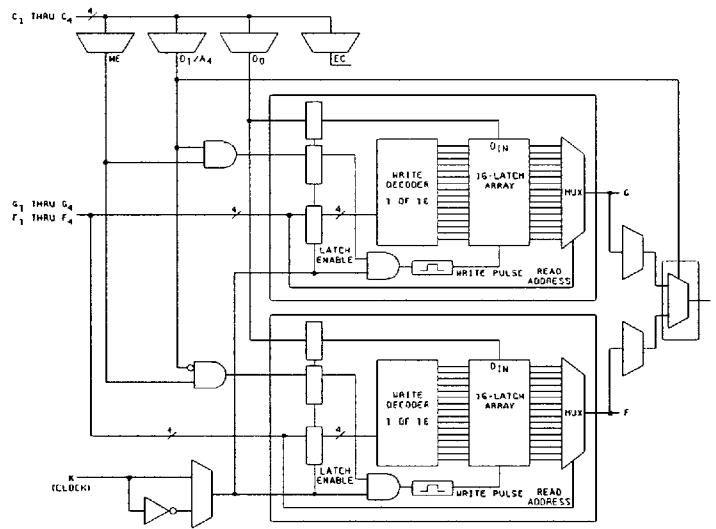 C1 THRU C4 4
ME
D1/A4
D0
EC
DIN
WRITE
DECODER
1 OF 16
16-LATCH
ARRAY
MUX
G
G1 THRU G4
F1 THRU F4
4
4
LATCH
ENABLE
WRITE PULSE
READ
ADDRESS
DIN
WRITE
DECODER
1 OF 16
16-LATCH
ARRAY
MUX
F
4
4
LATCH
ENABLE
WRITE PULSE
READ
ADDRESS
K
(CLOCK)